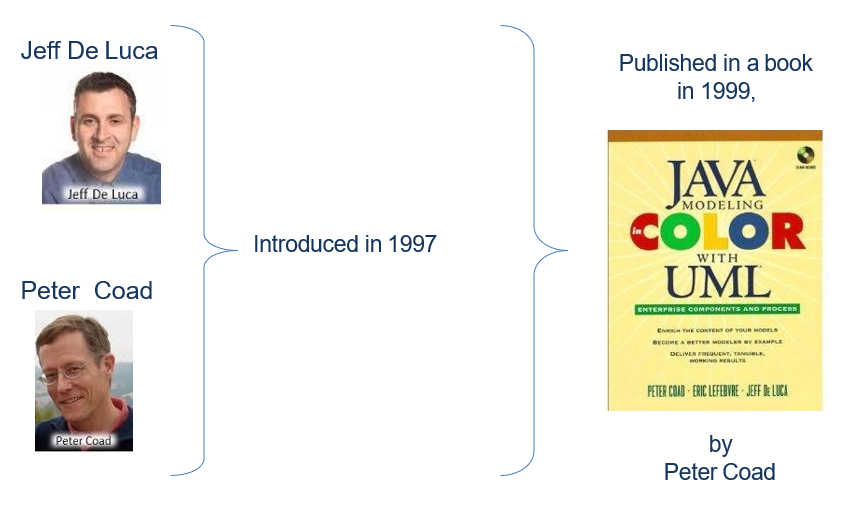 Jeff De Luca
Jeff De Luca
Peter Coad
Peter Coad
Introduced in 1997
Published in a book
in 1999,
JAVA
MODELING
in COLOR
WITH
UML
ENTERPRISE COMPONENTS AND PROCESS
ENRICH THE CONTENT OF YOUR MODELS
BECOME A BETTER MODELER BY EXAMPLE
DELIVER FREQUENT, TANGIBLE,
WORKING RESULTS
PETER COAD · ERIC LEFEBVRE · JEFF De LUCA
by
Peter Coad